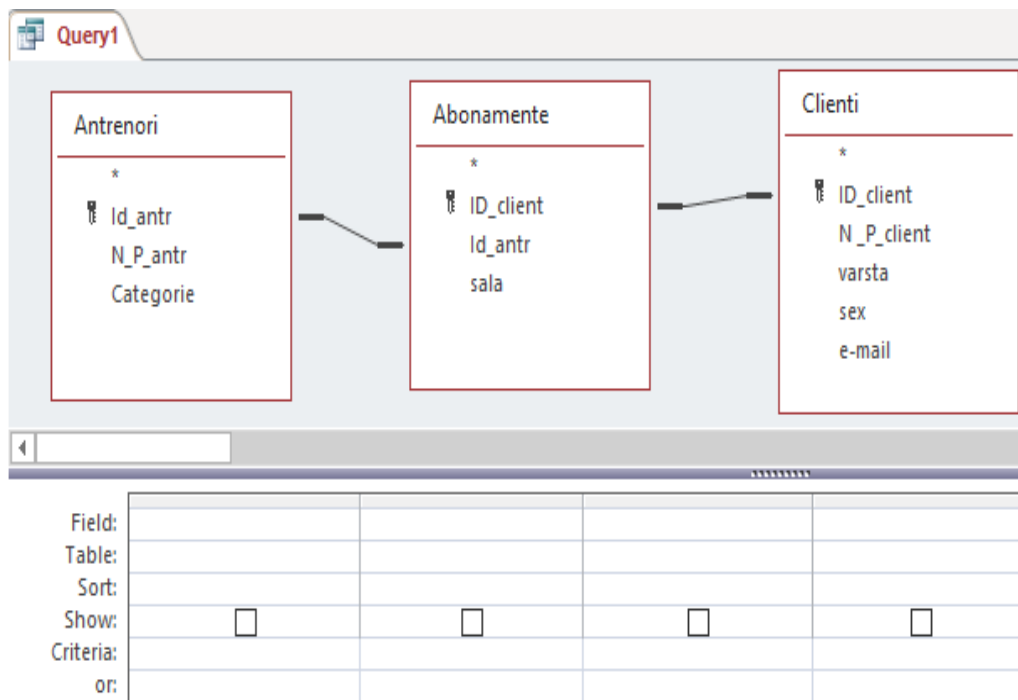 Query1
Antrenori
*
Id_antr
N_P_antr
Categorie
Abonamente
*
ID_client
Id_antr
sala
Clienti
*
ID_client
N _P_client
varsta
sex
e-mail
Field:
Table:
Sort:
Show:
Criteria:
or: